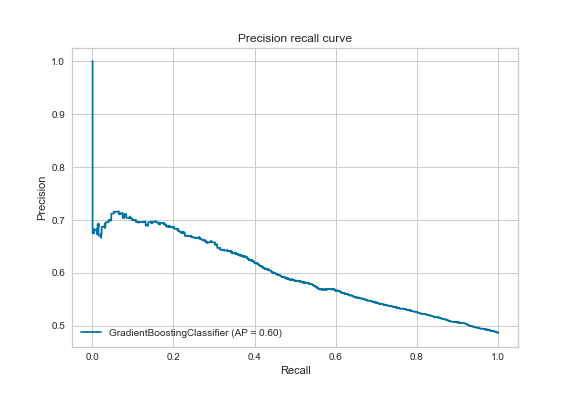 Precision recall curve
1.0
0.9
0.8
0.7
0.6
0.5
Precision
GradientBoostingClassifier (AP = 0.60)
0.0 0.2 0.4 0.6 0.8 1.0
Recall